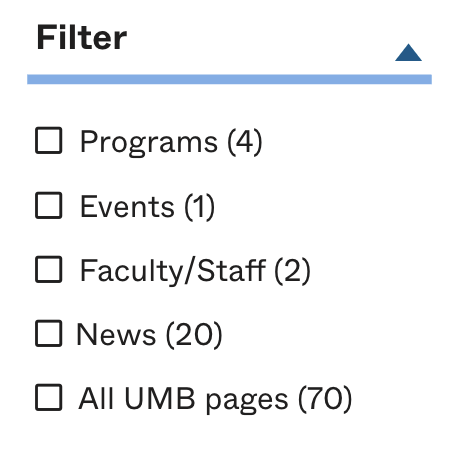 Filter
Programs (4)
Events (1)
Faculty/Staff (2)
News (20)
All UMB pages (70)